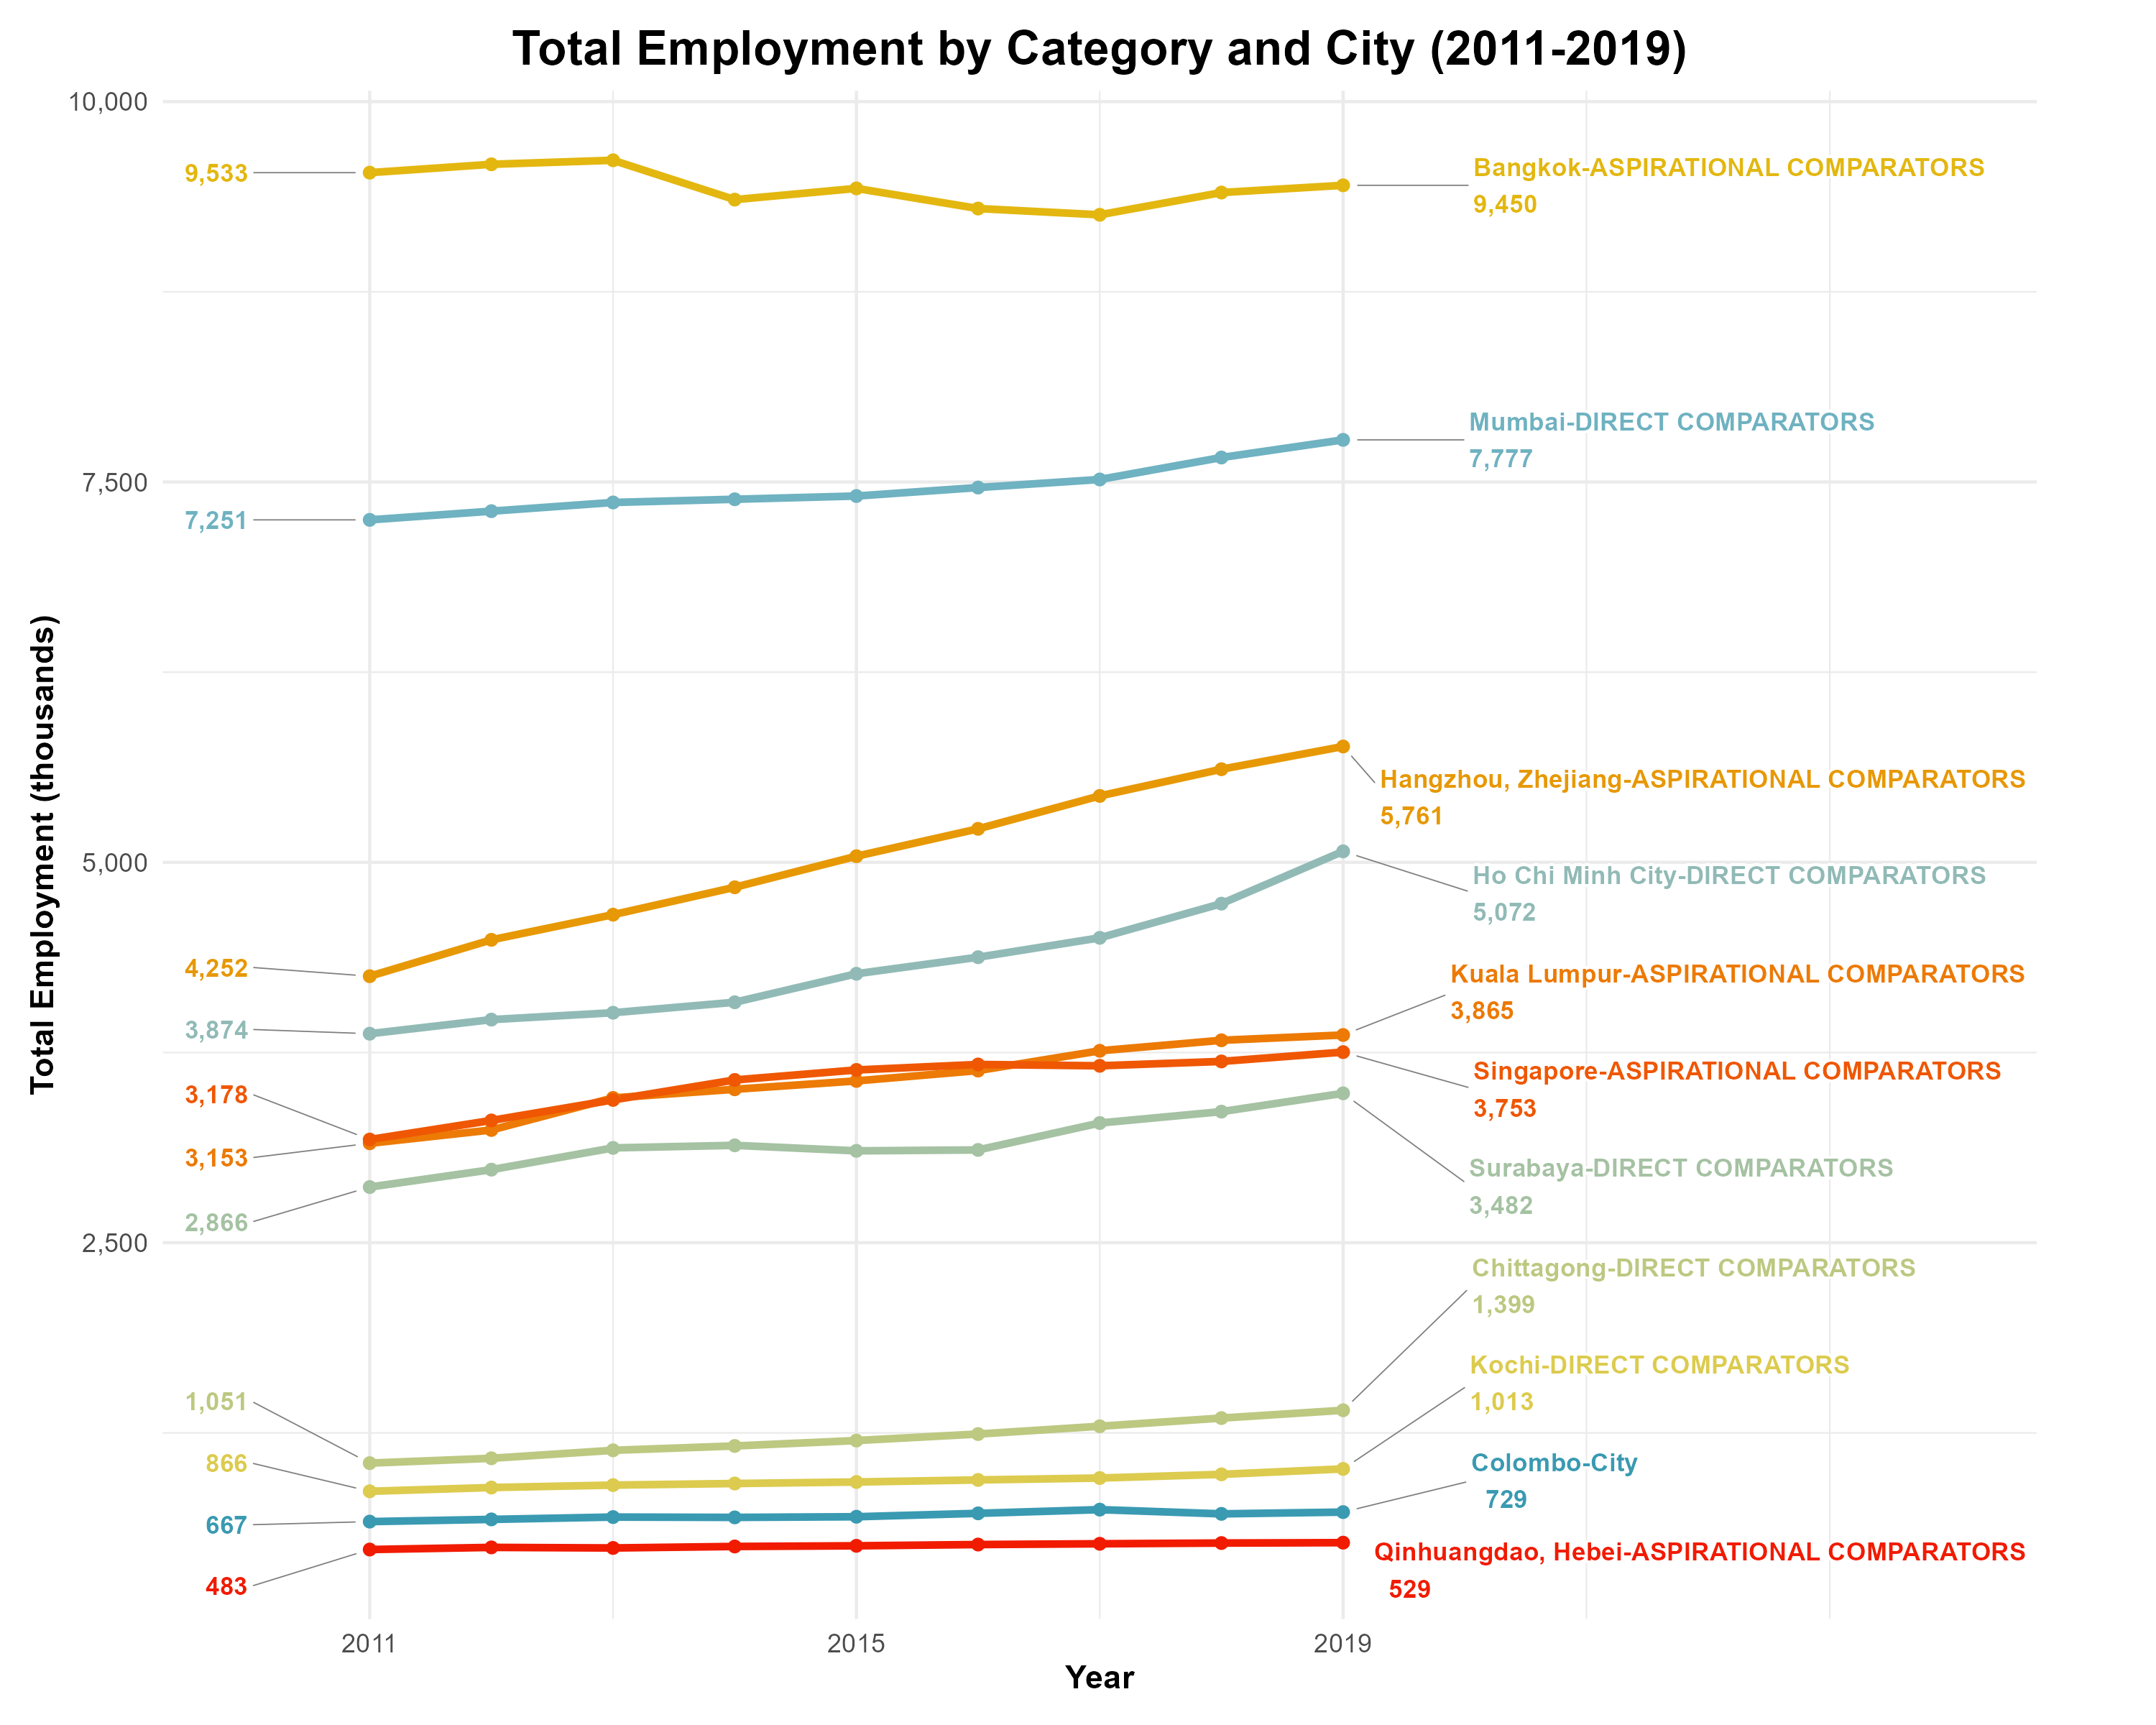 Total Employment by Category and City (2011-2019)
10,000
7,500
5,000
2,500
Total Employment (thousands)
9,533
7,251
4,252
3,874
3,178
3,153
2,866
1,051
866
667
483
Bangkok-ASPIRATIONAL COMPARATORS
9,450
Mumbai-DIRECT COMPARATORS
7,777
Hangzhou, Zhejiang-ASPIRATIONAL COMPARATORS
5,761
Ho Chi Minh City-DIRECT COMPARATORS
5,072
Kuala Lumpur-ASPIRATIONAL COMPARATORS
3,865
Singapore-ASPIRATIONAL COMPARATORS
3,753
Surabaya-DIRECT COMPARATORS
3,482
Chittagong-DIRECT COMPARATORS
1,399
Kochi-DIRECT COMPARATORS
1,013
Colombo-City
729
Qinhuangdao, Hebei-ASPIRATIONAL COMPARATORS
529
2011
2015
2019
Year